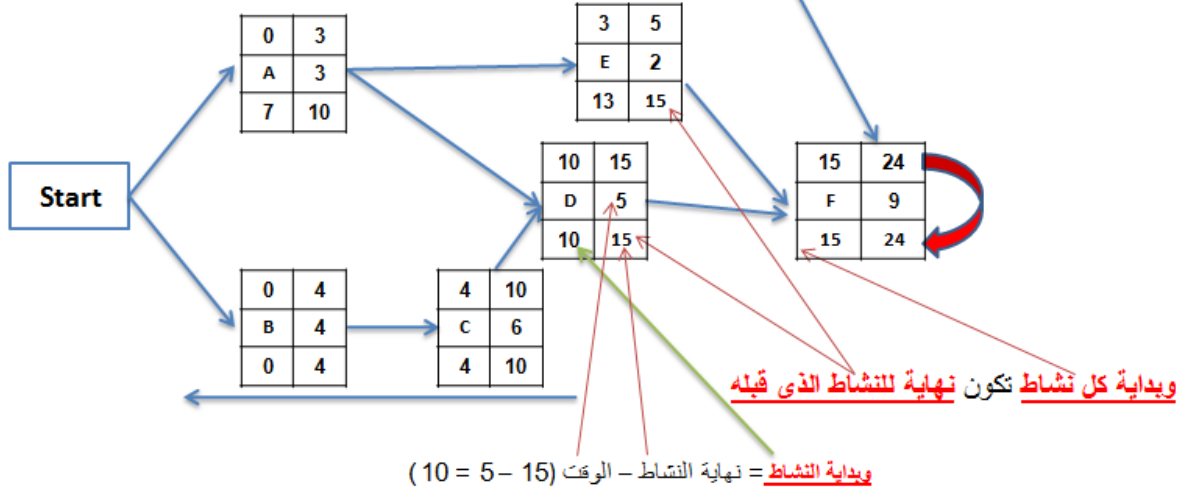 0 3
A 3
7 10
3 5
E 2
13 15
10 15
D 5
10 15
15 24
F 9
15 24
Start
0 4
B 4
0 4
4 10
C 6
4 10
وبداية كل نشاط تكون نهاية للنشاط الذى قبله
وبداية النشاط = نهاية النشاط – الوقت (15 – 5 = 10 )